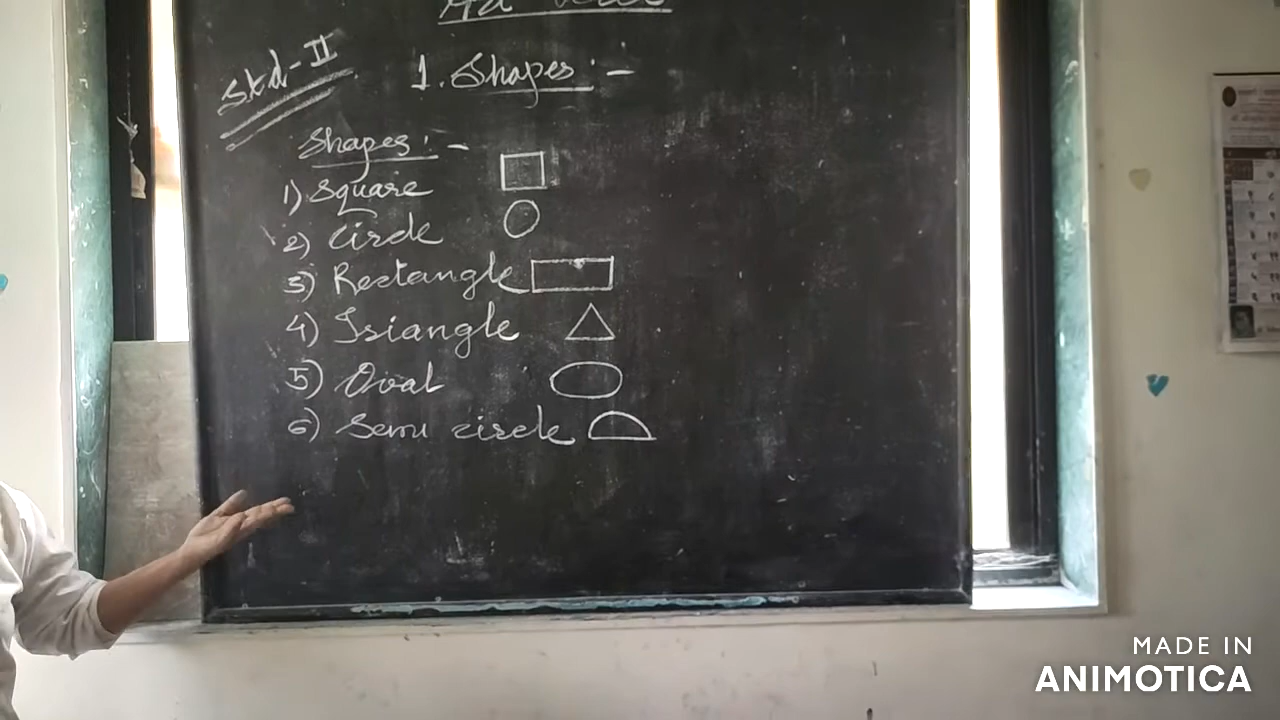 Std-II
1. Shapes :-
Shapes :-
1) Square
2) Circle
3) Rectangle
4) Triangle
5) Oval
6) Semi circle
MADE IN
ANIMOTICA